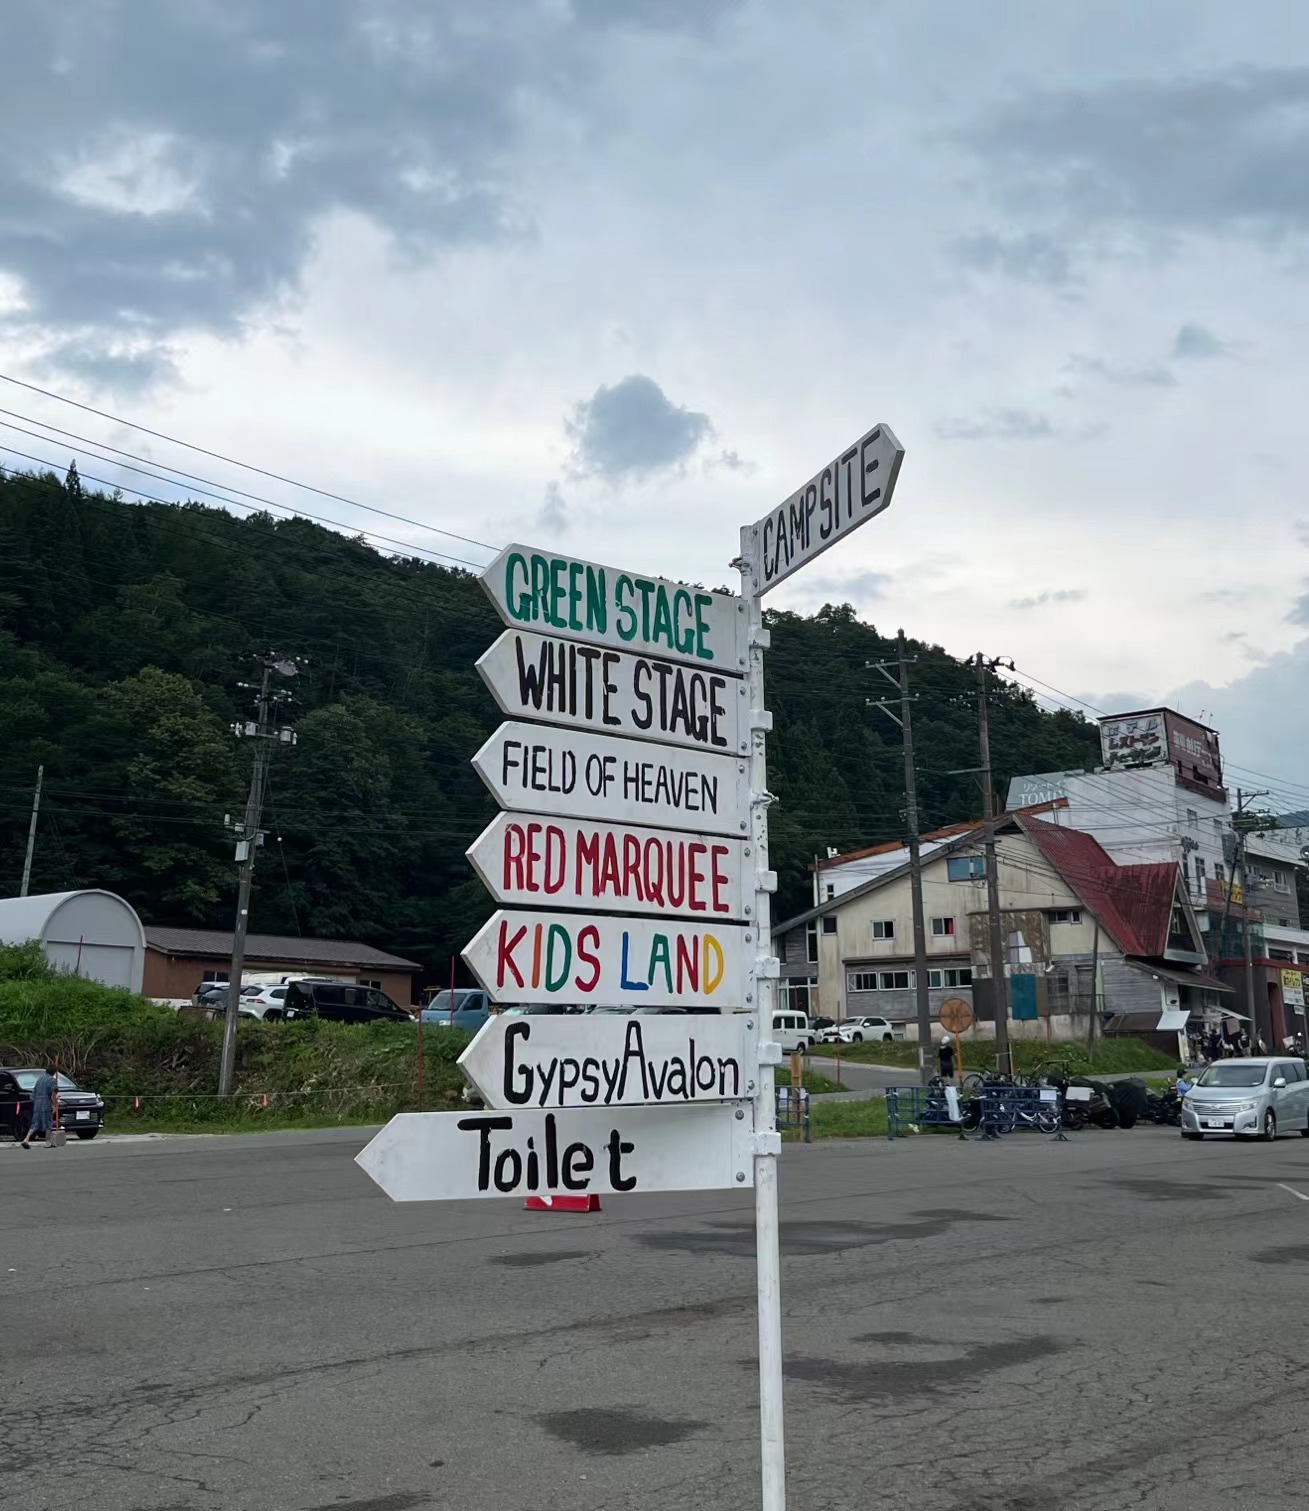 CAMPSITE
GREEN STAGE
WHITE STAGE
FIELD OF HEAVEN
RED MARQUEE
KIDS LAND
GypsyAvalon
Toilet